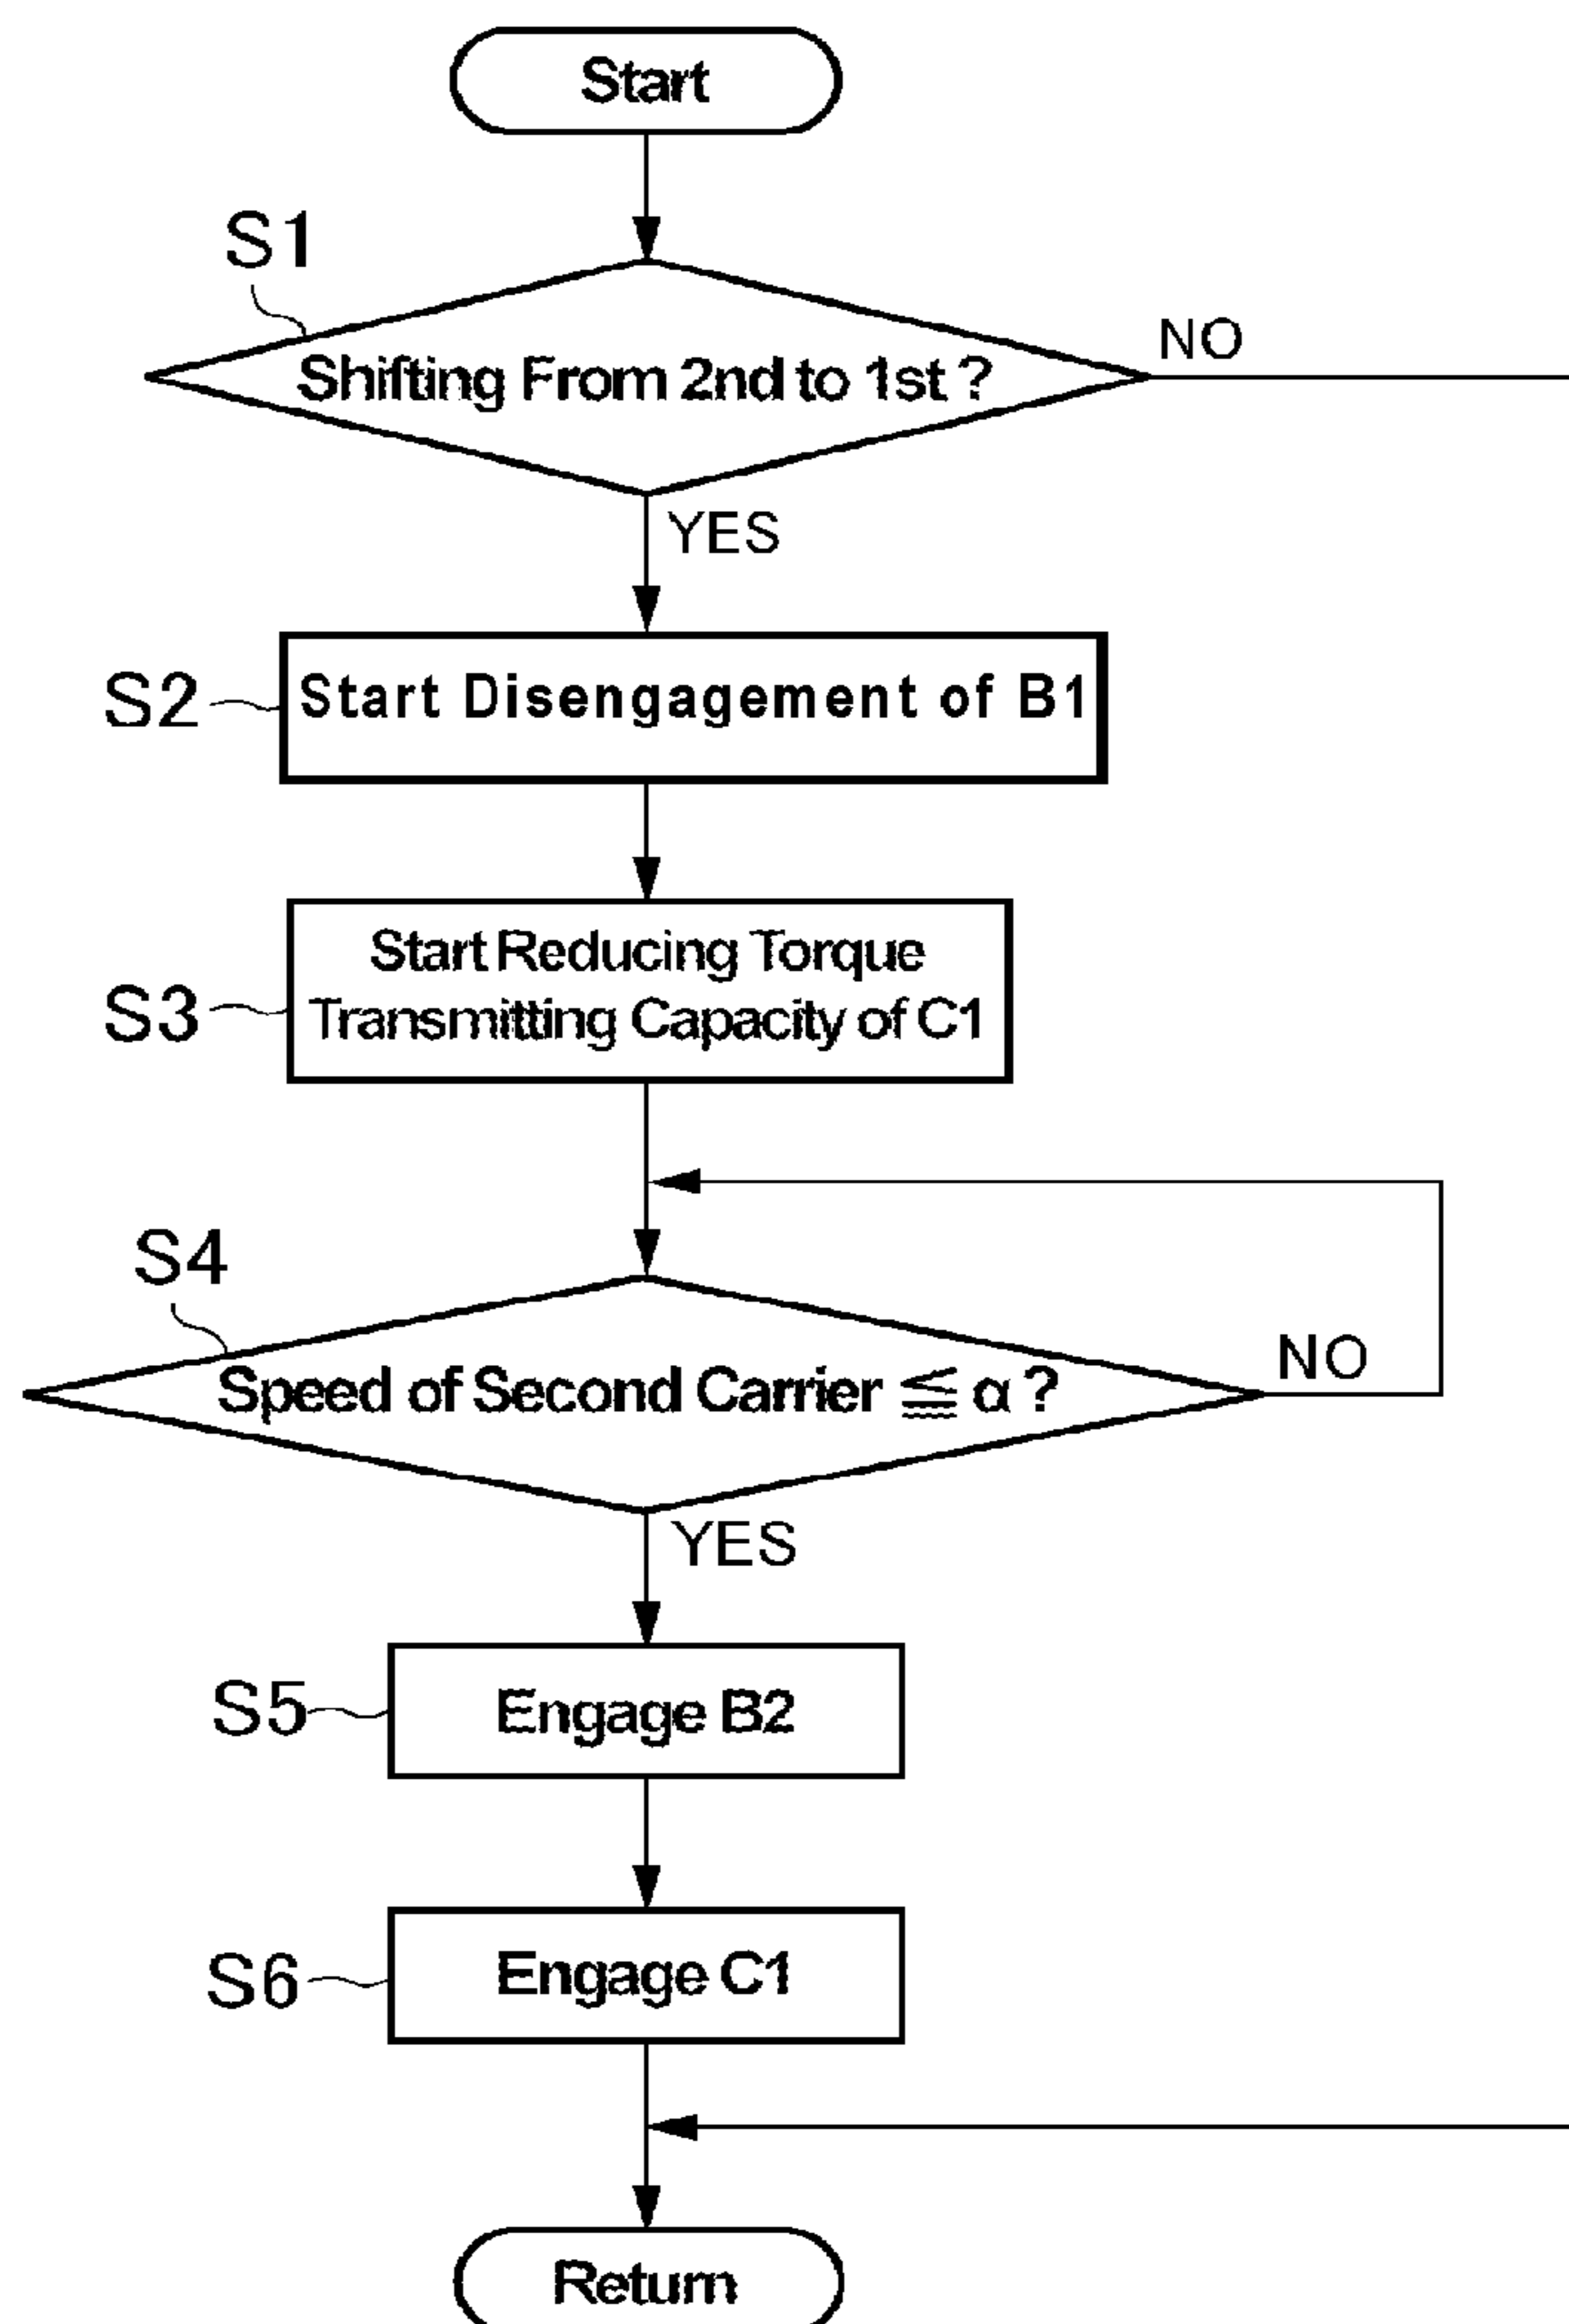 Start
S1
NO
Shifting From 2nd to 1st ?
YES
S2
Start Disengagement of B1
S3
Start Reducing Torque
Transmitting Capacity of C1
S4
NO
Speed of Second Carrier ≦ α ?
YES
S5
Engage B2
S6
Engage C1
Return